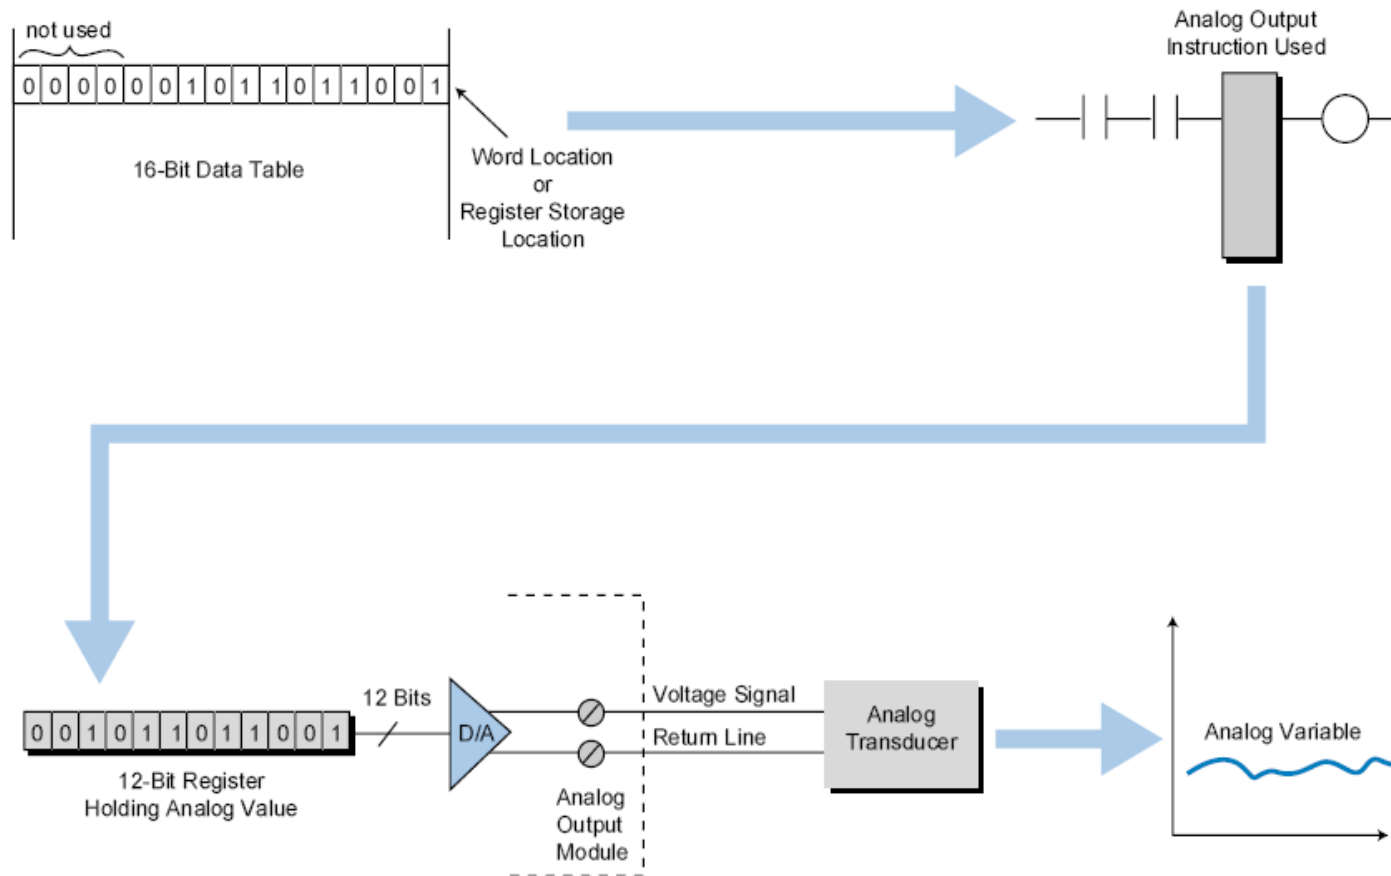 not used
0 0 0 0 0 0 1 0 1 1 0 1 1 0 0 1
16-Bit Data Table
Word Location
or
Register Storage
Location
Analog Output
Instruction Used
0 0 1 0 1 1 0 1 1 0 0 1
12-Bit Register
Holding Analog Value
12 Bits
D/A
Analog
Output
Module
Voltage Signal
Return Line
Analog
Transducer
Analog Variable